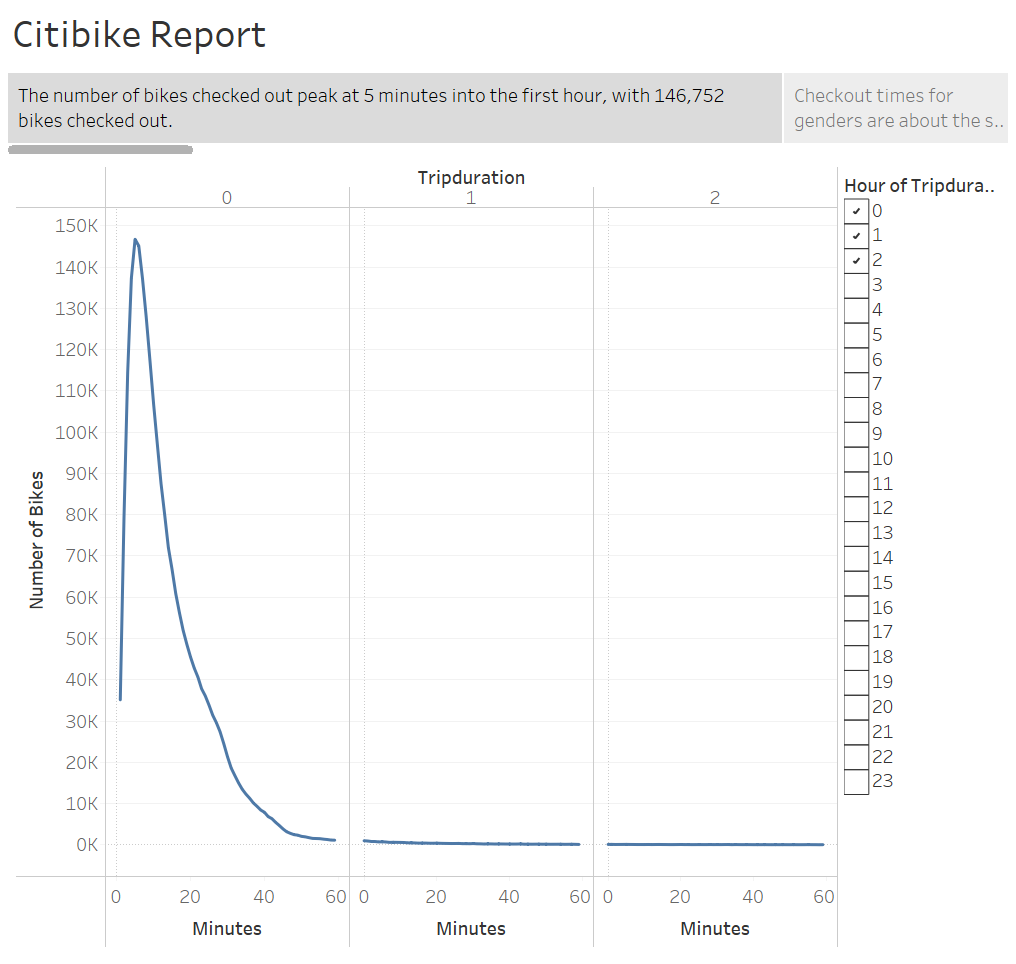 Citibike Report
The number of bikes checked out peak at 5 minutes into the first hour, with 146,752
bikes checked out.
Checkout times for
genders are about the s..
Tripduration
0 1 2
Hour of Tripdura..
0
1
2
3
4
5
6
7
8
9
10
11
12
13
14
15
16
17
18
19
20
21
22
23
Number of Bikes
150K
140K
130K
120K
110K
100K
90K
80K
70K
60K
50K
40K
30K
20K
10K
0K
0 20 40 60 0 20 40 60 0 20 40 60
Minutes Minutes Minutes